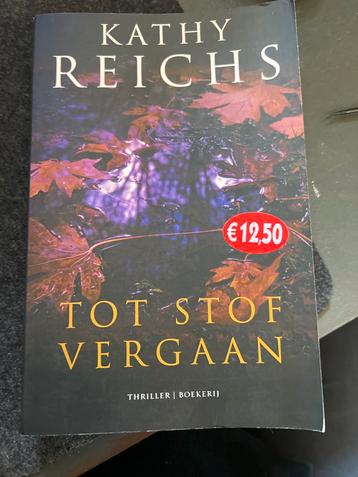 KATHY
REICHS
€12,50
TOT STOF
VERGAAN
THRILLER | BOEKERIJ